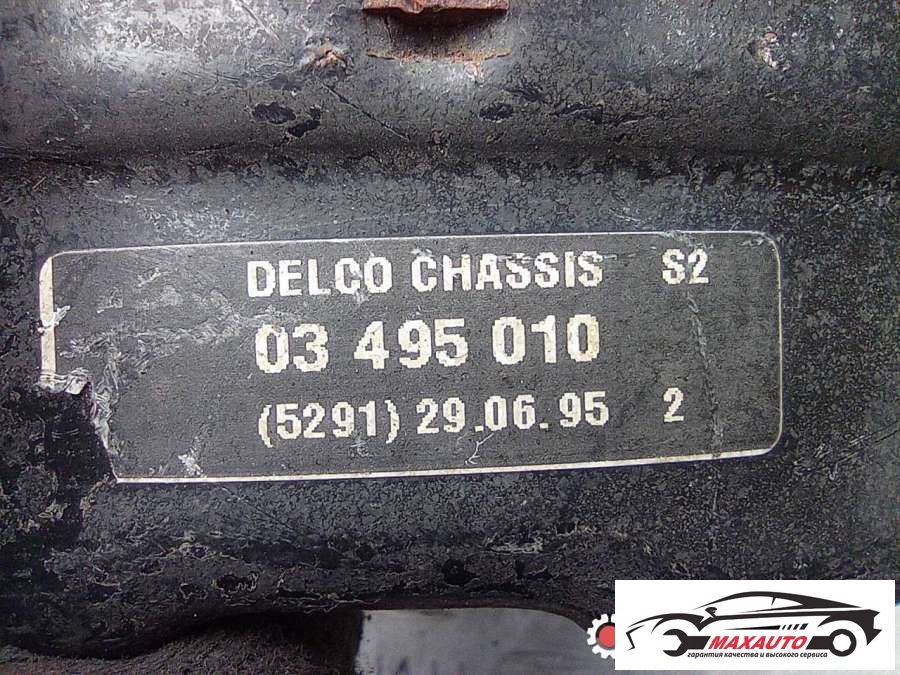 DELCO CHASSIS S2
03 495 010
(5291) 29.06.95 2
MAXAUTO
гарантия качества и высокого сервиса